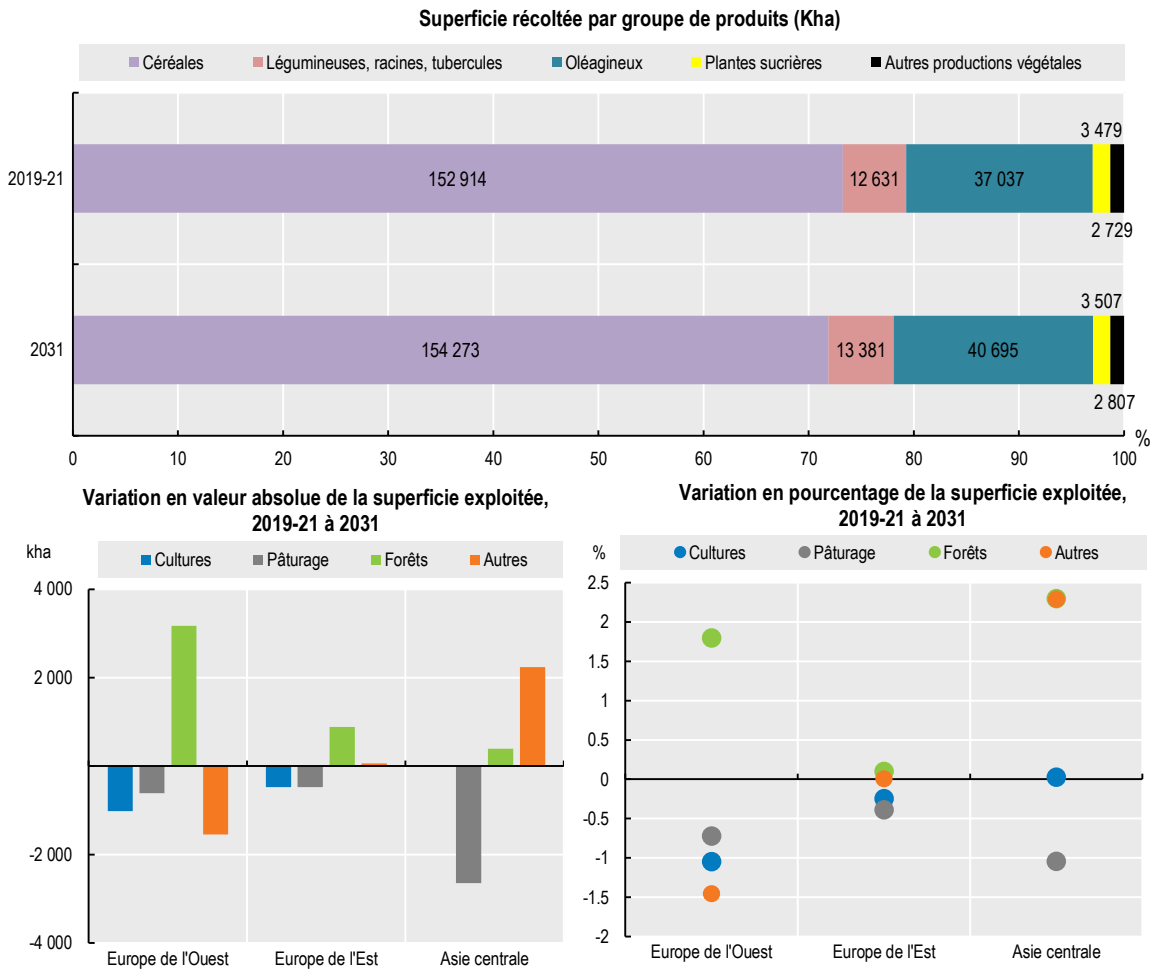 Superficie récoltée par groupe de produits (Kha)
Céréales Légumineuses, racines, tubercules Oléagineux Plantes sucrières Autres productions végétales
3 479
2019-21 152 914 12 631 37 037
2 729
3 507
2031 154 273 13 381 40 695
2 807
%
0 10 20 30 40 50 60 70 80 90 100
Variation en valeur absolue de la superficie exploitée,
2019-21 à 2031
kha
Cultures Pâturage Forêts Autres
4 000
2 000
-2 000
-4 000
Europe de l'Ouest Europe de l'Est Asie centrale
Variation en pourcentage de la superficie exploitée,
2019-21 à 2031
%
Cultures Pâturage Forêts Autres
2.5
2
1.5
1
0.5
0
-0.5
-1
-1.5
-2
Europe de l'Ouest Europe de l'Est Asie centrale